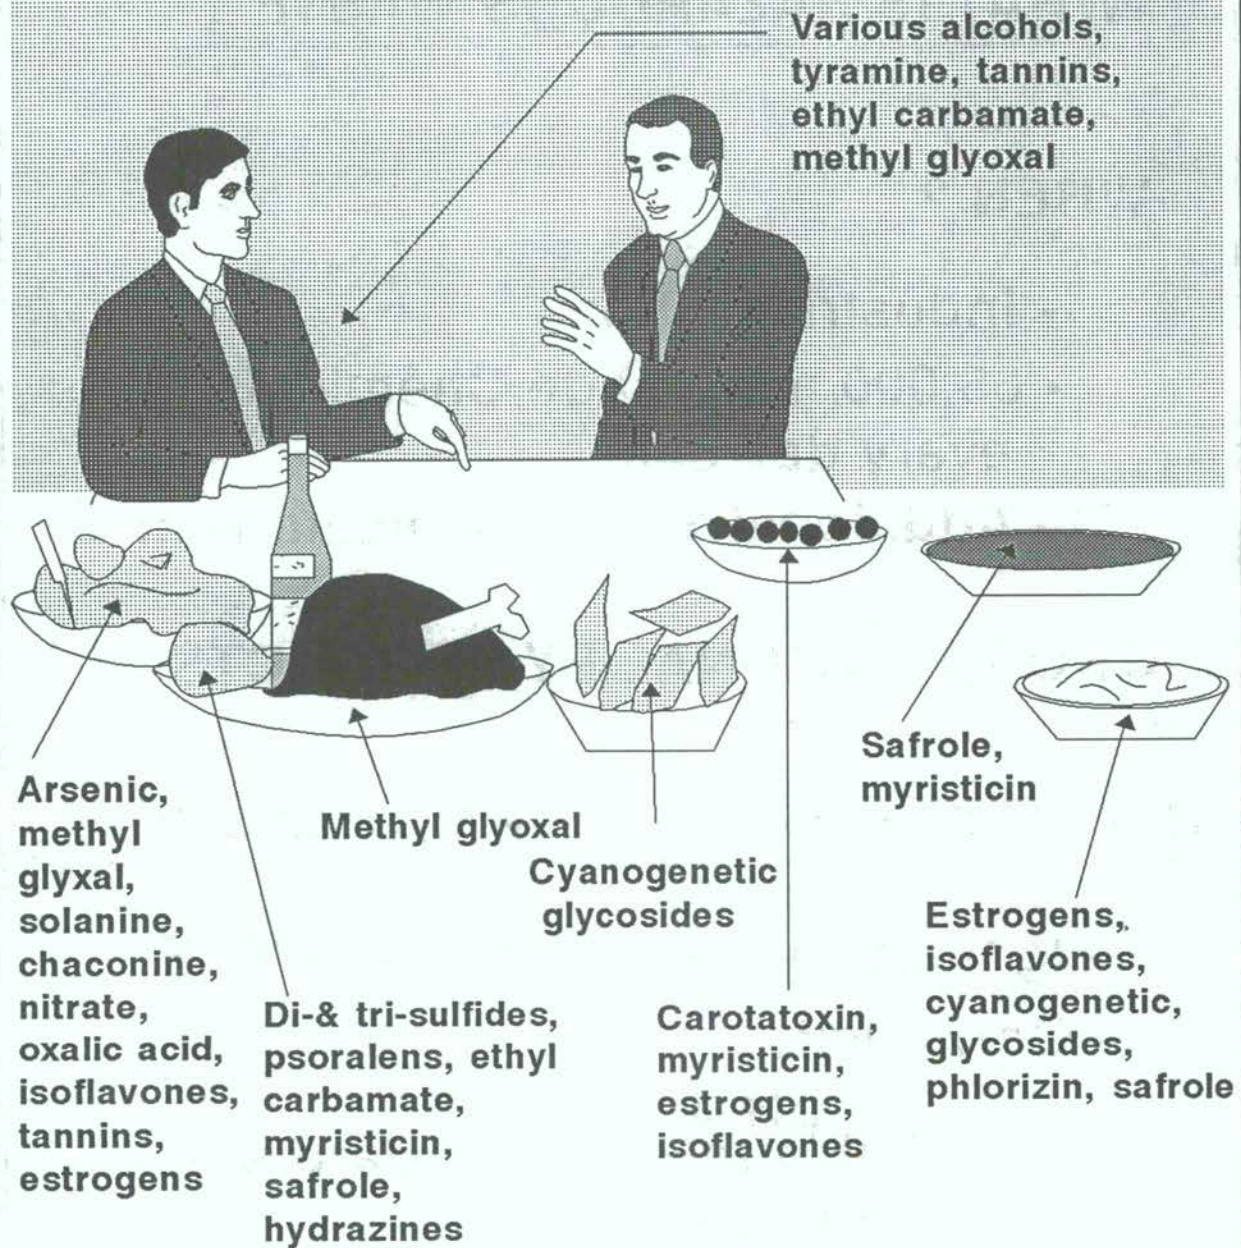 Various alcohols,
tyramine, tannins,
ethyl carbamate,
methyl glyoxal
Safrole,
myristicin
Arsenic,
methyl
glyxal,
solanine,
chaconine,
nitrate,
oxalic acid,
isoflavones,
tannins,
estrogens
Methyl glyoxal
Cyanogenetic
glycosides
Estrogens,
isoflavones,
cyanogenetic,
glycosides,
phlorizin, safrole
Di-& tri-sulfides,
psoralens, ethyl
carbamate,
myristicin,
safrole,
hydrazines
Carotatoxin,
myristicin,
estrogens,
isoflavones